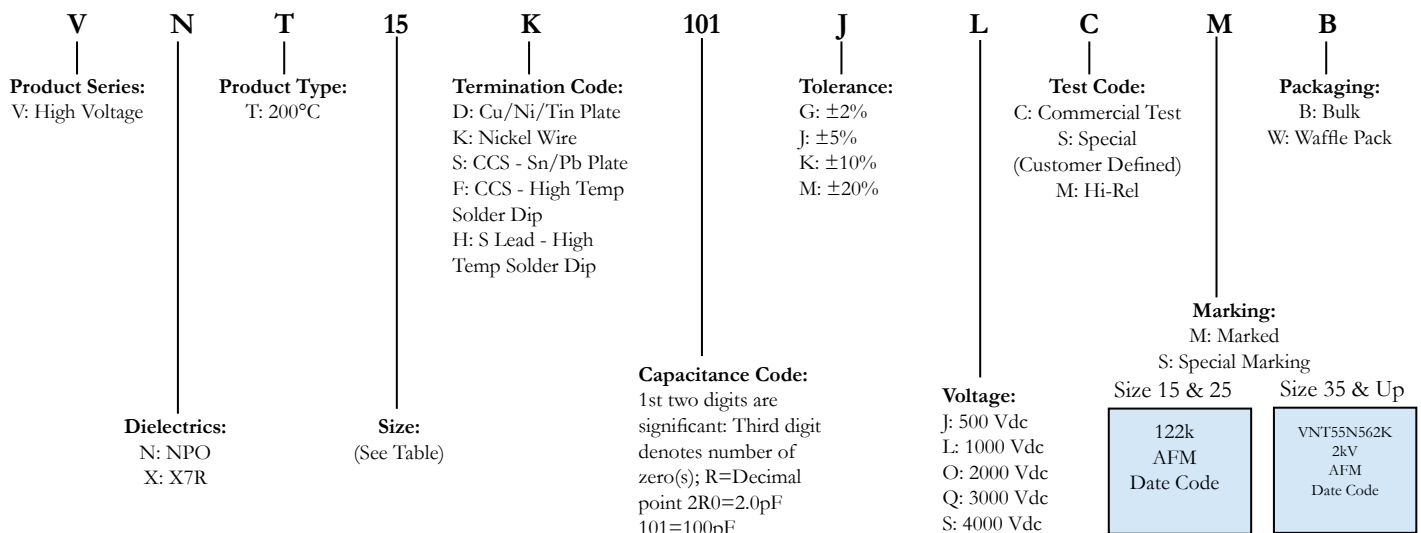 V N T 15 K 101 J L C M B
Product Series:
V: High Voltage
Product Type:
T: 200°C
Termination Code:
D: Cu/Ni/Tin Plate
K: Nickel Wire
S: CCS - Sn/Pb Plate
F: CCS - High Temp
Solder Dip
H: S Lead - High
Temp Solder Dip
Tolerance:
G: ±2%
J: ±5%
K: ±10%
M: ±20%
Test Code:
C: Commercial Test
S: Special
(Customer Defined)
M: Hi-Rel
Packaging:
B: Bulk
W: Waffle Pack
Dielectrics:
N: NPO
X: X7R
Size:
(See Table)
Capacitance Code:
1st two digits are
significant: Third digit
denotes number of
zero(s); R=Decimal
point 2R0=2.0pF
101=100pF
Voltage:
J: 500 Vdc
L: 1000 Vdc
O: 2000 Vdc
Q: 3000 Vdc
S: 4000 Vdc
Marking:
M: Marked
S: Special Marking
Size 15 & 25
122k
AFM
Date Code
Size 35 & Up
VNT55N562K
2kV
AFM
Date Code